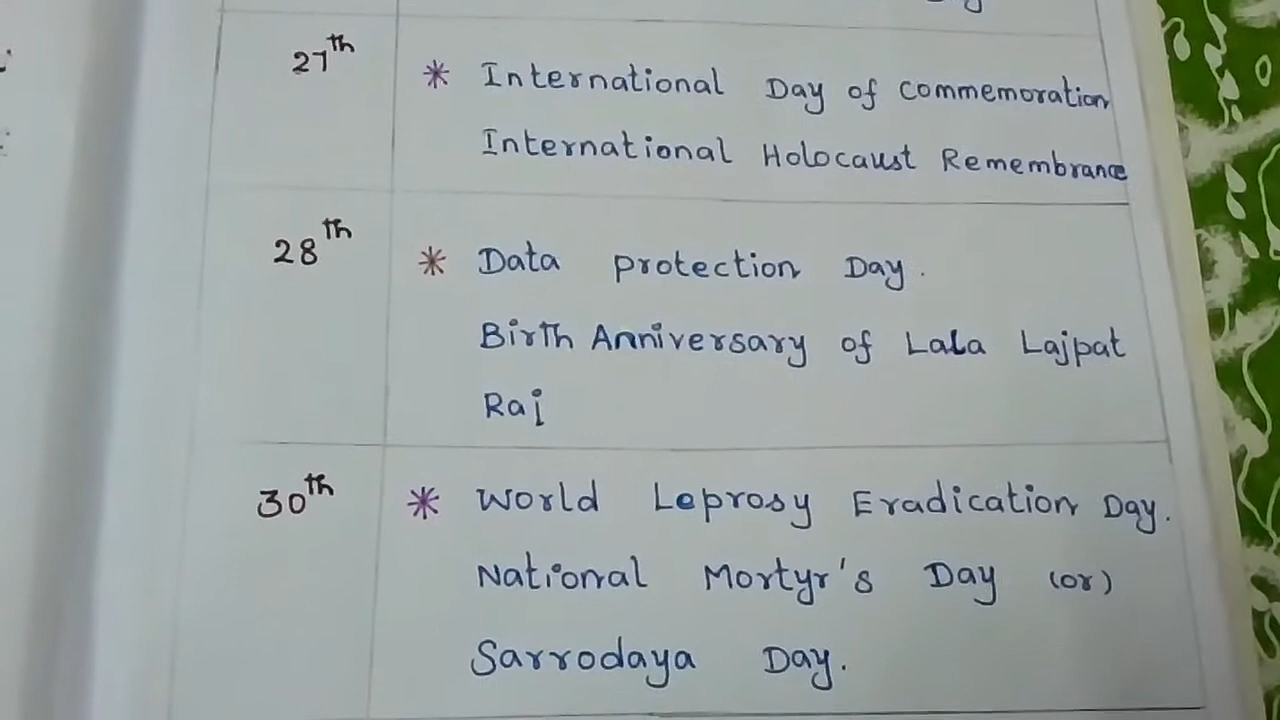 27th
* International Day of commemoration
International Holocaust Remembrance
28th
* Data protection Day.
Birth Anniversary of Lala Lajpat
Rai
30th
* World Leprosy Eradication Day.
National Mortyr's Day (or)
Sarrodaya Day.